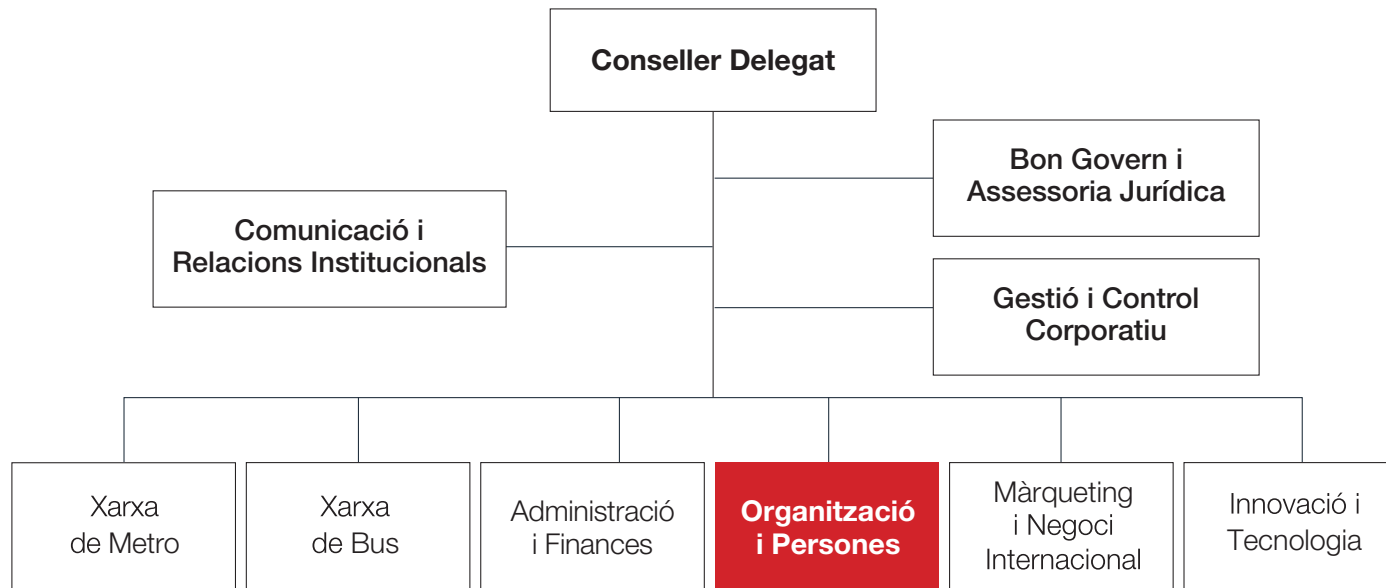 Conseller Delegat
Bon Govern i
Assessoria Jurídica
Comunicació i
Relacions Institucionals
Gestió i Control
Corporatiu
Xarxa
de Metro
Xarxa
de Bus
Administració
i Finances
Organització
i Persones
Màrqueting
i Negoci
Internacional
Innovació i
Tecnologia